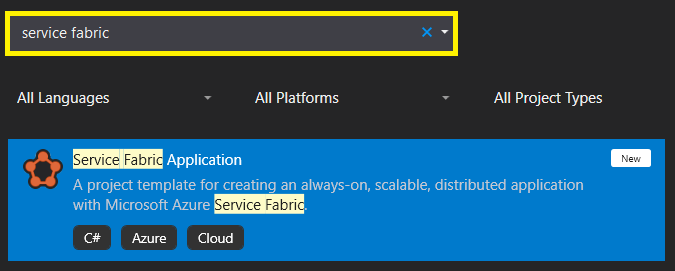 service fabric
All Languages
All Platforms
All Project Types
Service Fabric Application
New
A project template for creating an always-on, scalable, distributed application
with Microsoft Azure Service Fabric.
C#
Azure
Cloud